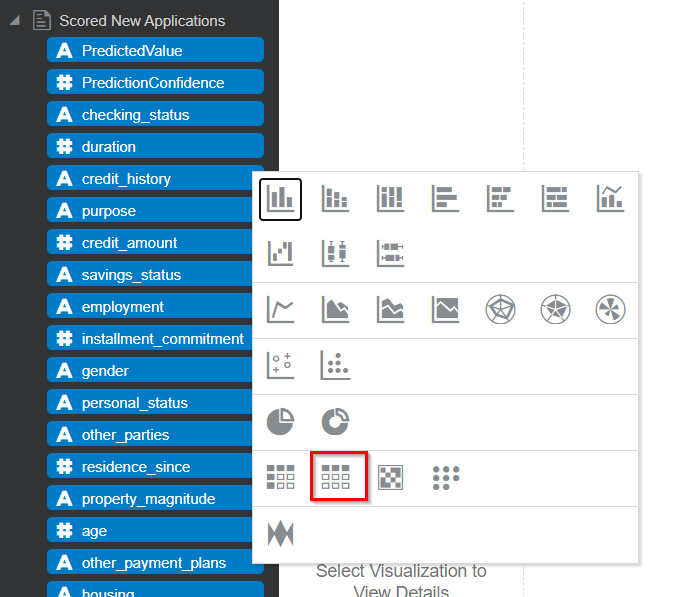 Scored New Applications
A PredictedValue
# PredictionConfidence
A checking_status
# duration
A credit_history
A purpose
# credit_amount
A savings_status
A employment
# installment_commitment
A gender
A personal_status
A other_parties
# residence_since
A property_magnitude
# age
A other_payment_plans
A housing
Select Visualization to
View Details